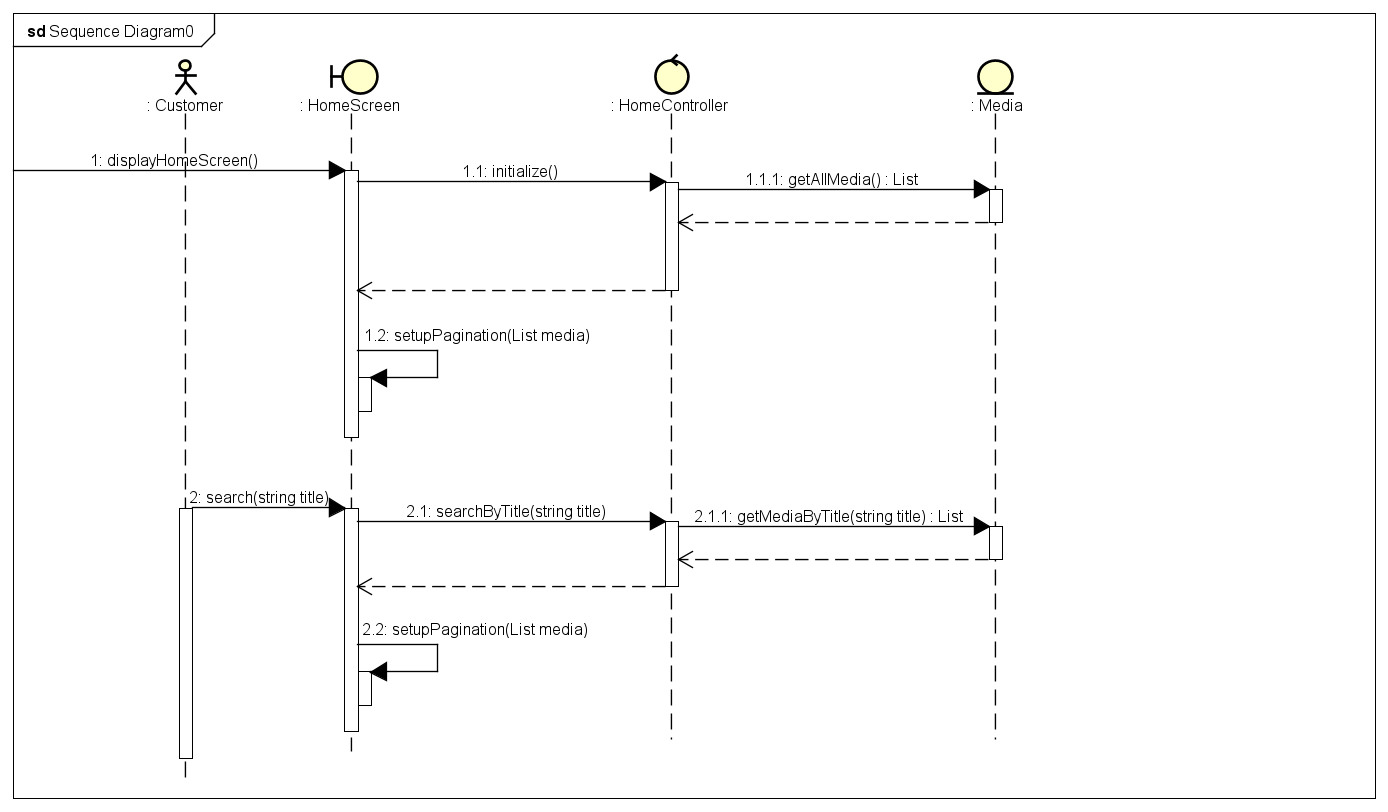 sd Sequence Diagram0
: Customer
: HomeScreen
: HomeController
: Media
1: displayHomeScreen()
1.1: initialize()
1.1.1: getAllMedia() : List
1.2: setupPagination(List media)
2: search(string title)
2.1: searchByTitle(string title)
2.1.1: getMediaByTitle(string title) : List
2.2: setupPagination(List media)